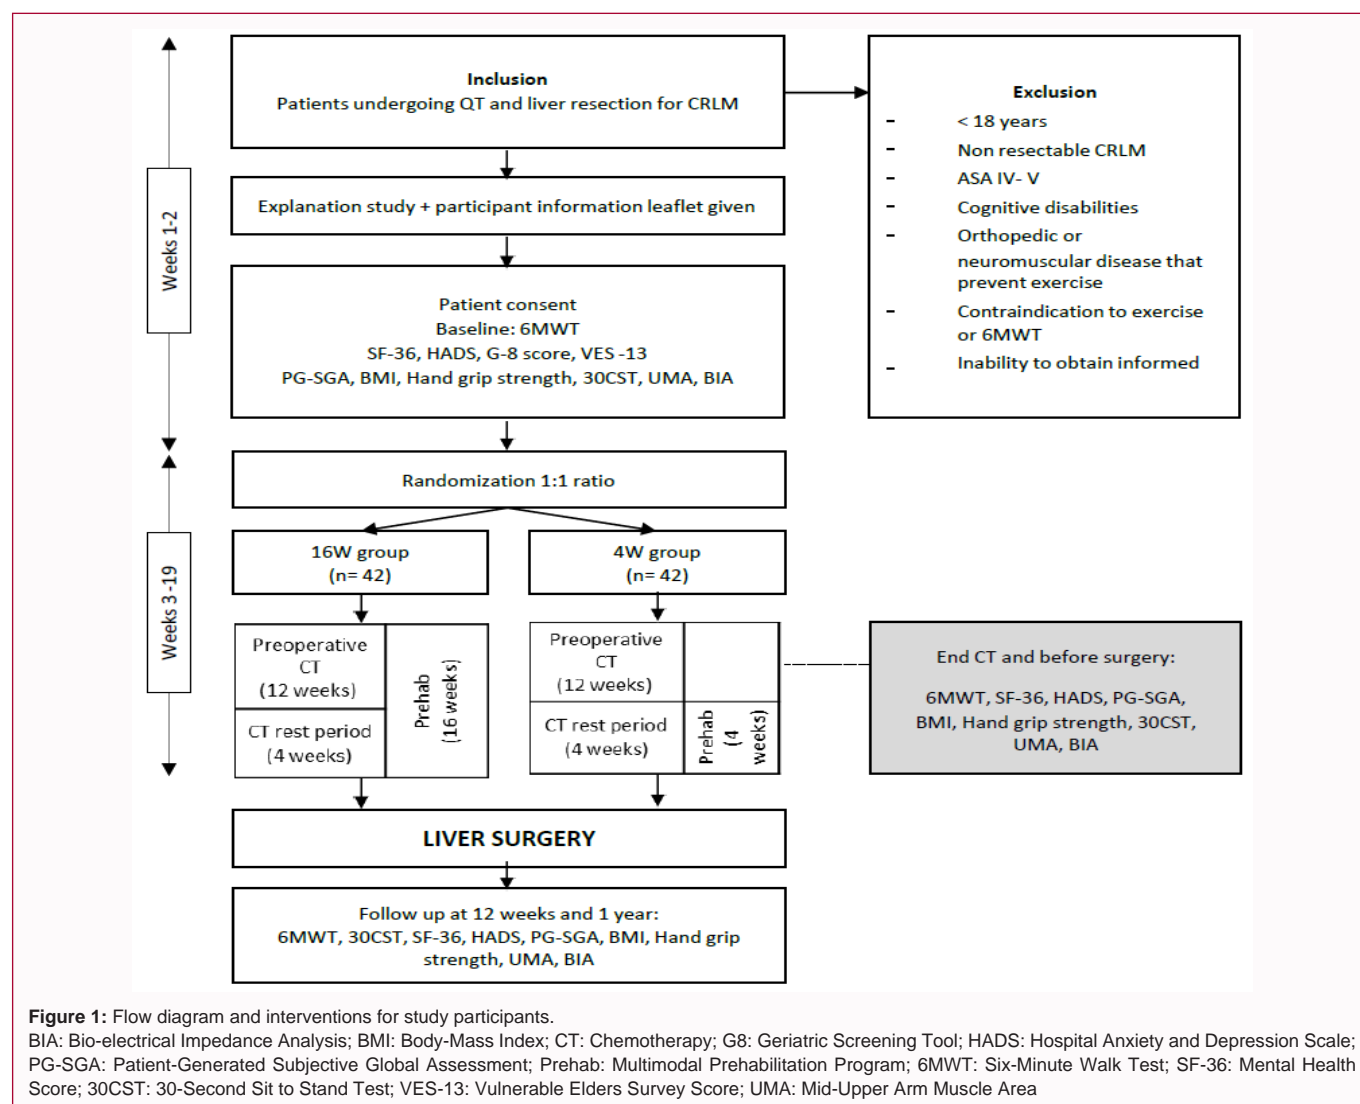 Inclusion
Patients undergoing QT and liver resection for CRLM
Exclusion
- < 18 years
- Non resectable CRLM
- ASA IV- V
- Cognitive disabilities
- Orthopedic or
neuromuscular disease that
prevent exercise
- Contraindication to exercise
or 6MWT
- Inability to obtain informed
Weeks 1-2
Explanation study + participant information leaflet given
Patient consent
Baseline: 6MWT
SF-36, HADS, G-8 score, VES -13
PG-SGA, BMI, Hand grip strength, 30CST, UMA, BIA
Weeks 3 -19
Randomization 1:1 ratio
16W group
(n= 42)
4W group
(n= 42)
Preoperative
CT
(12 weeks)
CT rest period
(4 weeks)
Prehab
(16 weeks)
Preoperative
CT
(12 weeks)
CT rest period
(4 weeks)
Prehab
(4
weeks)
End CT and before surgery:
6MWT, SF-36, HADS, PG-SGA,
BMI, Hand grip strength, 30CST,
UMA, BIA
LIVER SURGERY
Follow up at 12 weeks and 1 year:
6MWT, 30CST, SF-36, HADS, PG-SGA, BMI, Hand grip
strength, UMA, BIA
Figure 1: Flow diagram and interventions for study participants.
BIA: Bio-electrical Impedance Analysis; BMI: Body-Mass Index; CT: Chemotherapy; G8: Geriatric Screening Tool; HADS: Hospital Anxiety and Depression Scale;
PG-SGA: Patient-Generated Subjective Global Assessment; Prehab: Multimodal Prehabilitation Program; 6MWT: Six-Minute Walk Test; SF-36: Mental Health
Score; 30CST: 30-Second Sit to Stand Test; VES-13: Vulnerable Elders Survey Score; UMA: Mid-Upper Arm Muscle Area